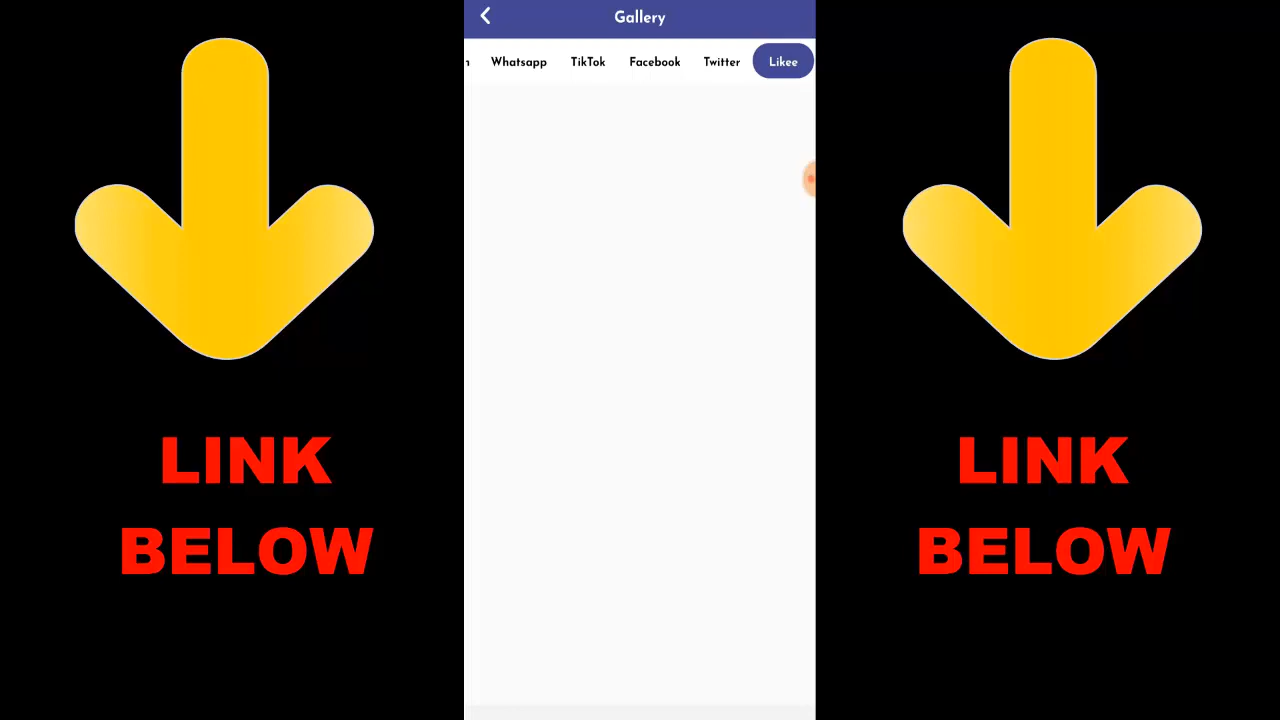 Gallery
Whatsapp TikTok Facebook Twitter Likee
LINK
BELOW
LINK
BELOW